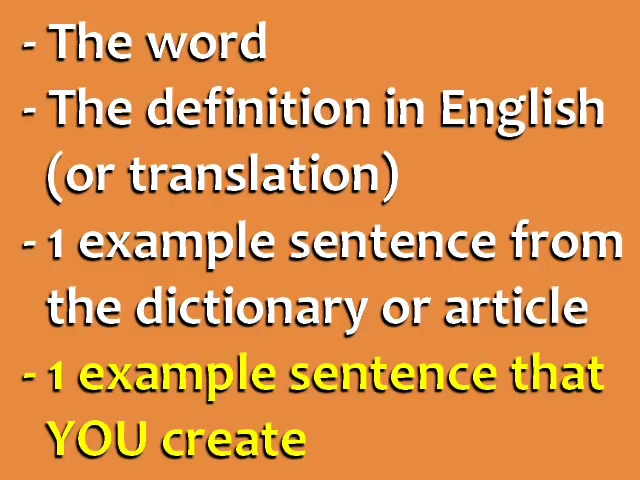 - The word
- The definition in English
(or translation)
- 1 example sentence from
the dictionary or article
- 1 example sentence that
YOU create